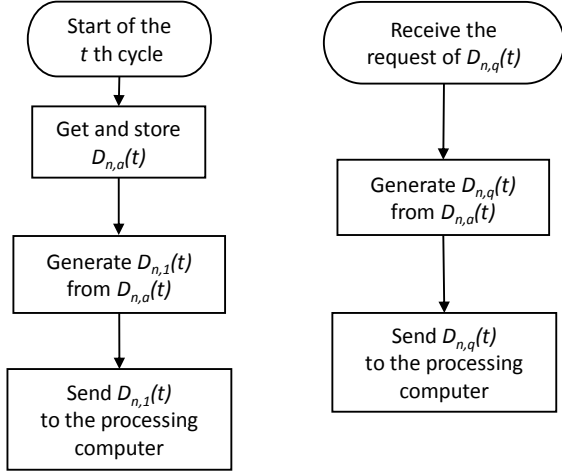 Start of the
t th cycle
Get and store
D_{n,a}(t)
Generate D_{n,1}(t)
from D_{n,a}(t)
Send D_{n,1}(t)
to the processing
computer
Receive the
request of D_{n,q}(t)
Generate D_{n,q}(t)
from D_{n,a}(t)
Send D_{n,q}(t)
to the processing
computer